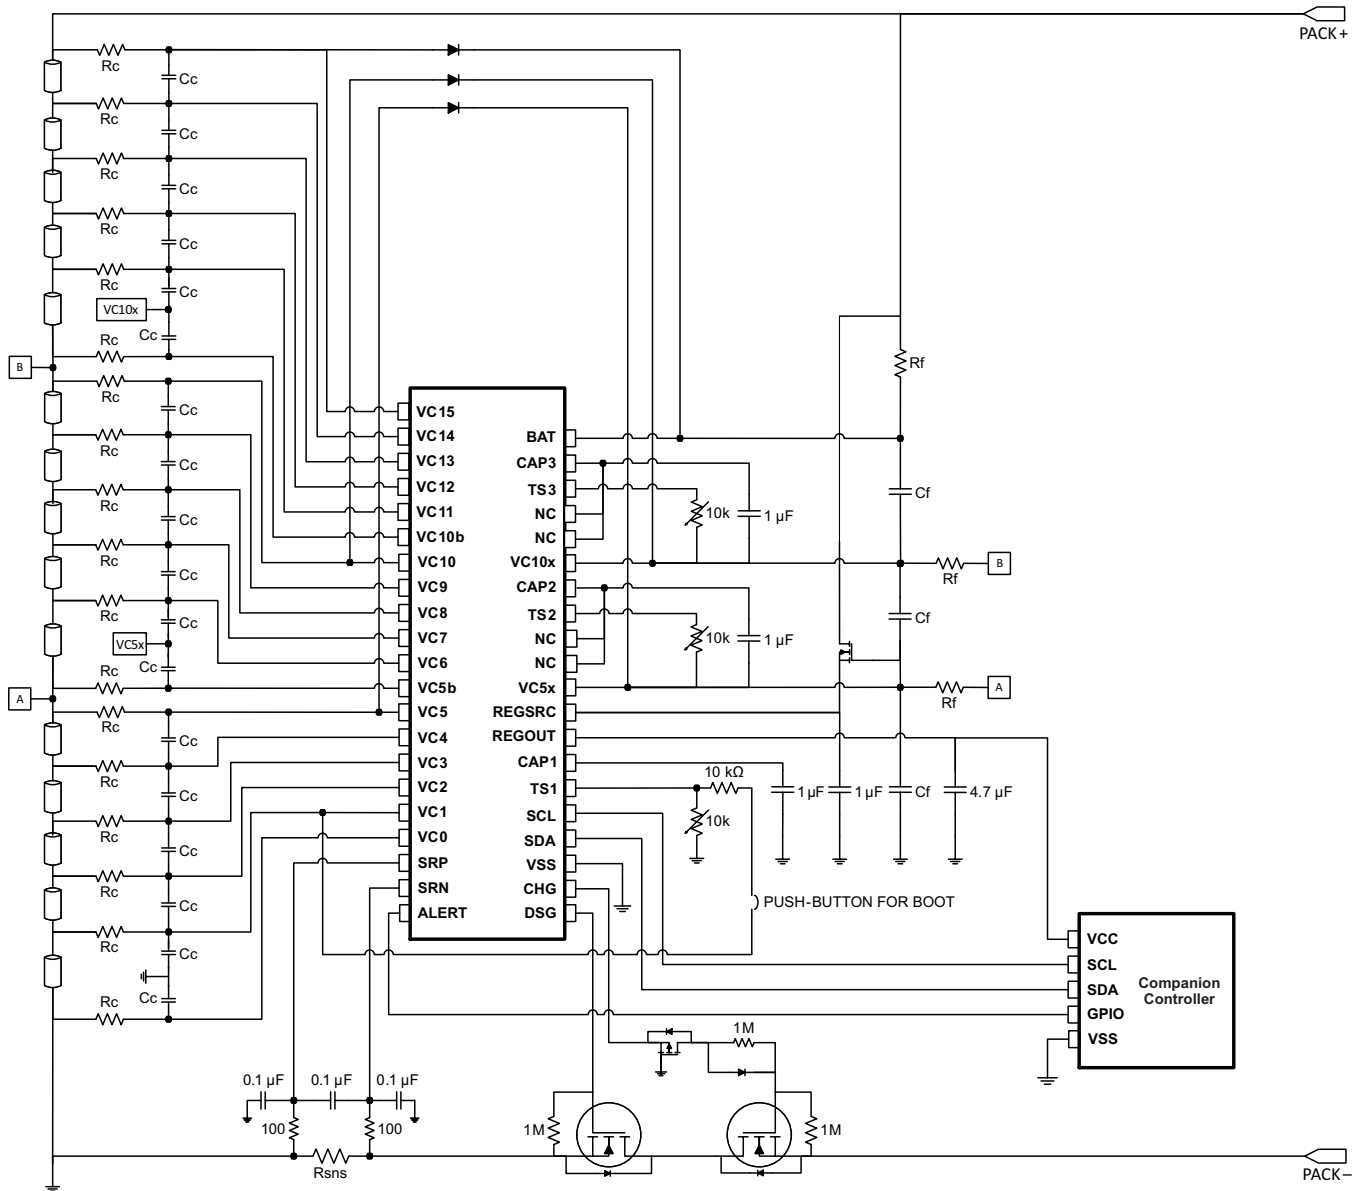 PACK+
Rc
Cc
Rc
Cc
Rc
Cc
Rc
Cc
Rc
Cc
VC10x
Cc
Rc
B
Rc
Cc
Rc
Cc
Rc
Cc
Rc
Cc
Rc
Cc
VC5x
Cc
Rc
A
Rc
Cc
Rc
Cc
Rc
Cc
Rc
Cc
Rc
Cc
Cc
Rc
VC15
VC14
VC13
VC12
VC11
VC10b
VC10
VC9
VC8
VC7
VC6
VC5b
VC5
VC4
VC3
VC2
VC1
VC0
SRP
SRN
ALERT
BAT
CAP3
TS3
NC
NC
VC10x
CAP2
TS2
NC
NC
VC5x
REGSRC
REGOUT
CAP1
TS1
SCL
SDA
VSS
CHG
DSG
10k
1 µF
10k
1 µF
Rf
Cf
Rf
B
Cf
Rf
A
10 kΩ
10k
1 µF
1 µF
Cf
4.7 µF
PUSH-BUTTON FOR BOOT
VCC
SCL
SDA
GPIO
VSS
Companion
Controller
1M
0.1 µF
0.1 µF
0.1 µF
100
100
Rsns
1M
1M
PACK–